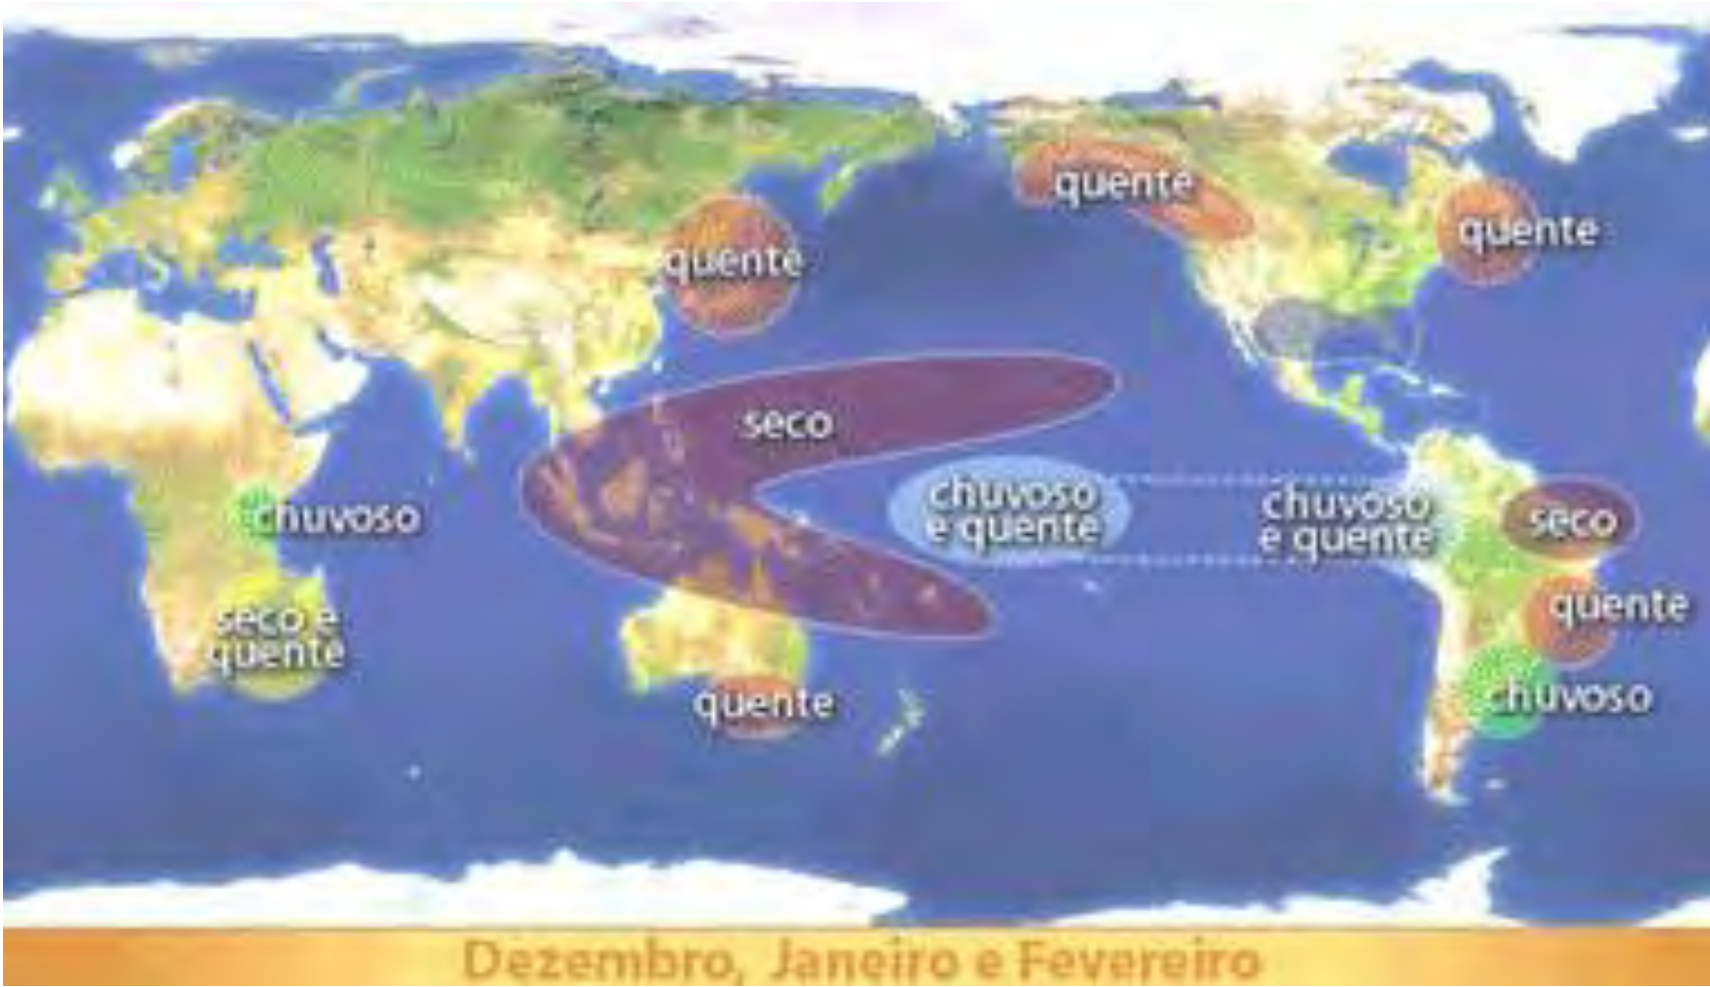 quente
quente
quente
seco
chuvoso
e quente
chuvoso
e quente
seco
chuvoso
quente
seco e
quente
quente
chuvoso
Dezembro, Janeiro e Fevereiro